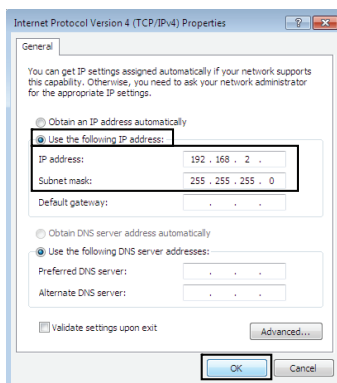 Internet Protocol Version 4 (TCP/IPv4) Properties
General
You can get IP settings assigned automatically if your network supports
this capability. Otherwise, you need to ask your network administrator
for the appropriate IP settings.
Obtain an IP address automatically
Use the following IP address:
IP address: 192 . 168 . 2 .
Subnet mask: 255 . 255 . 255 . 0
Default gateway: . . .
Obtain DNS server address automatically
Use the following DNS server addresses:
Preferred DNS server: . . .
Alternate DNS server: . . .
Validate settings upon exit
Advanced...
OK Cancel